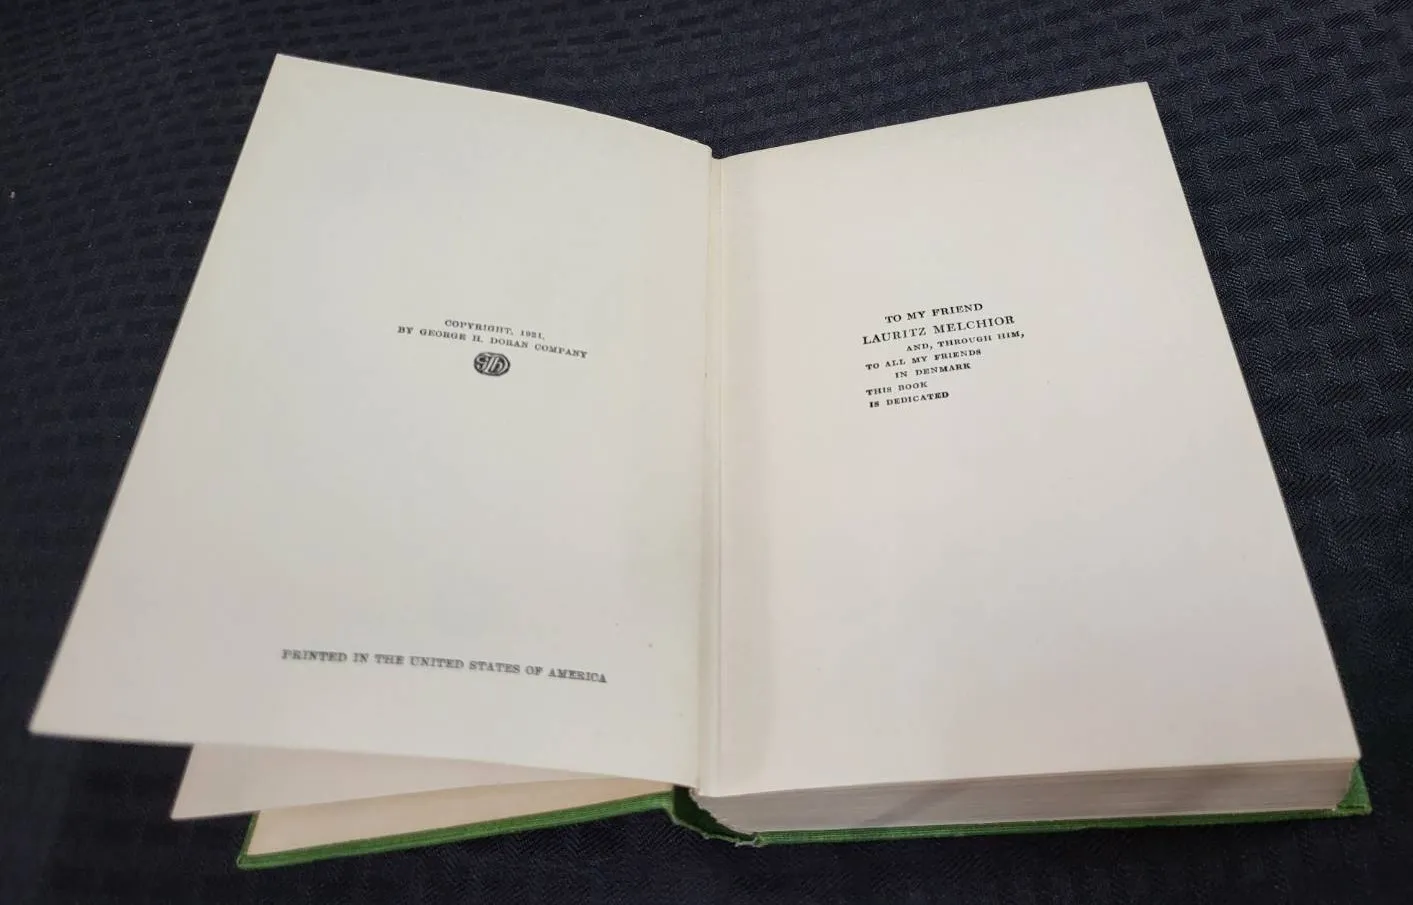 COPYRIGHT, 1921,
BY GEORGE H. DORAN COMPANY
PRINTED IN THE UNITED STATES OF AMERICA
TO MY FRIEND
LAURITZ MELCHIOR
AND, THROUGH HIM,
TO ALL MY FRIENDS
IN DENMARK
THIS BOOK
IS DEDICATED